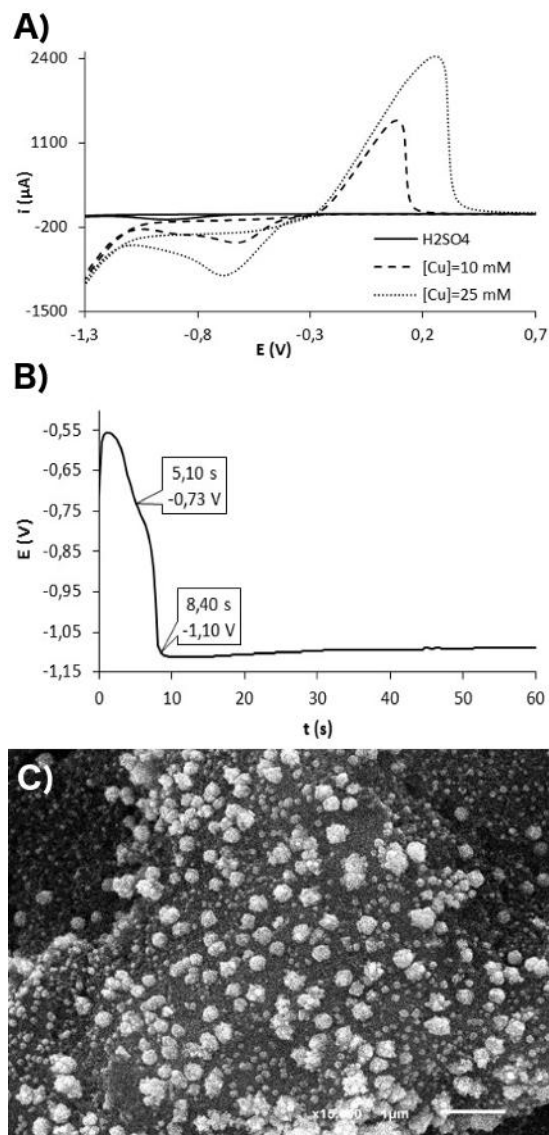 A)
2400
1100
-200
-1500
i (µA)
H2SO4
[Cu]=10 mM
[Cu]=25 mM
-1,3
-0,8
-0,3
0,2
0,7
E (V)
B)
-0,55
-0,65
-0,75
-0,85
-0,95
-1,05
-1,15
E (V)
5,10 s
-0,73 V
8,40 s
-1,10 V
0
10
20
30
40
50
60
t (s)
C)
1µm